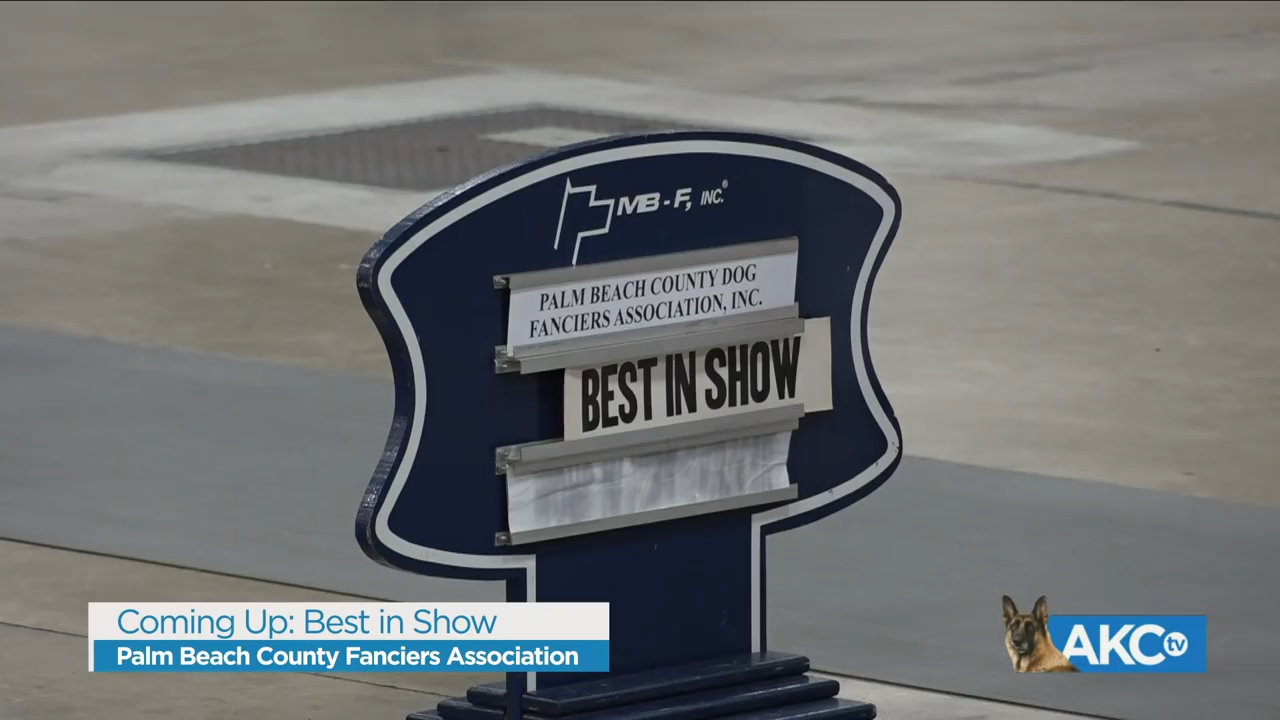 MB-F, INC.®
PALM BEACH COUNTY DOG
FANCIERS ASSOCIATION, INC.
BEST IN SHOW
Coming Up: Best in Show
Palm Beach County Fanciers Association
AKC tv